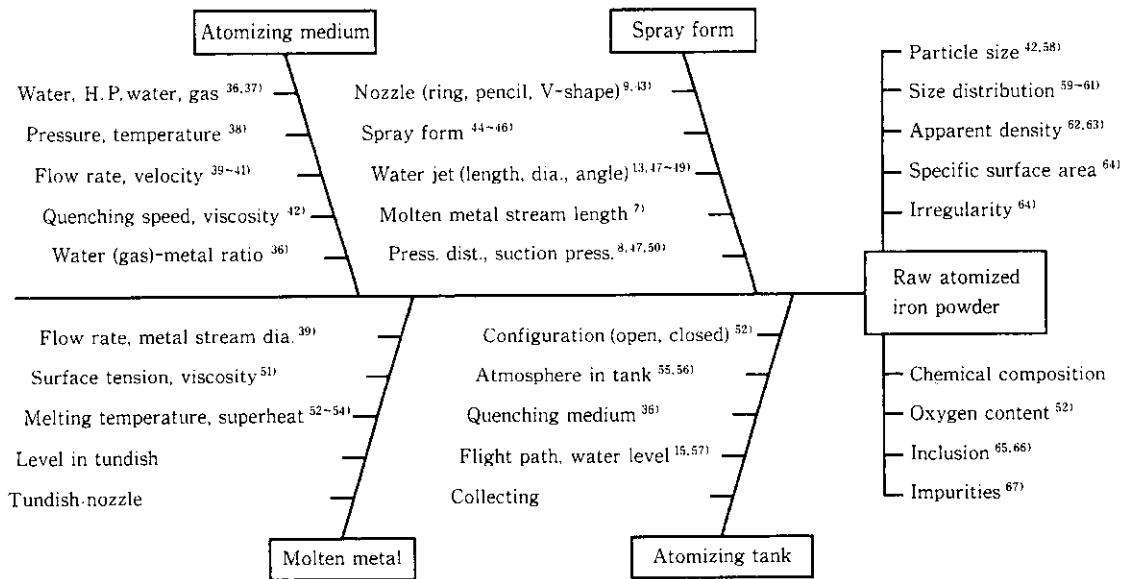 Atomizing medium
Water, H.P. water, gas 36,37)
Pressure, temperature 38)
Flow rate, velocity 39~41)
Quenching speed, viscosity 42)
Water (gas)-metal ratio 36)
Spray form
Nozzle (ring, pencil, V-shape) 9,43)
Spray form 44~46)
Water jet (length, dia., angle) 13,47~49)
Molten metal stream length 7)
Press. dist., suction press. 8,47,50)
Particle size 42,58)
Size distribution 59~61)
Apparent density 62,63)
Specific surface area 64)
Irregularity 64)
Raw atomized
iron powder
Flow rate, metal stream dia. 39)
Surface tension, viscosity 51)
Melting temperature, superheat 52~54)
Level in tundish
Tundish nozzle
Molten metal
Configuration (open, closed) 52)
Atmosphere in tank 55,56)
Quenching medium 36)
Flight path, water level 15,57)
Collecting
Atomizing tank
Chemical composition
Oxygen content 52)
Inclusion 65,66)
Impurities 67)